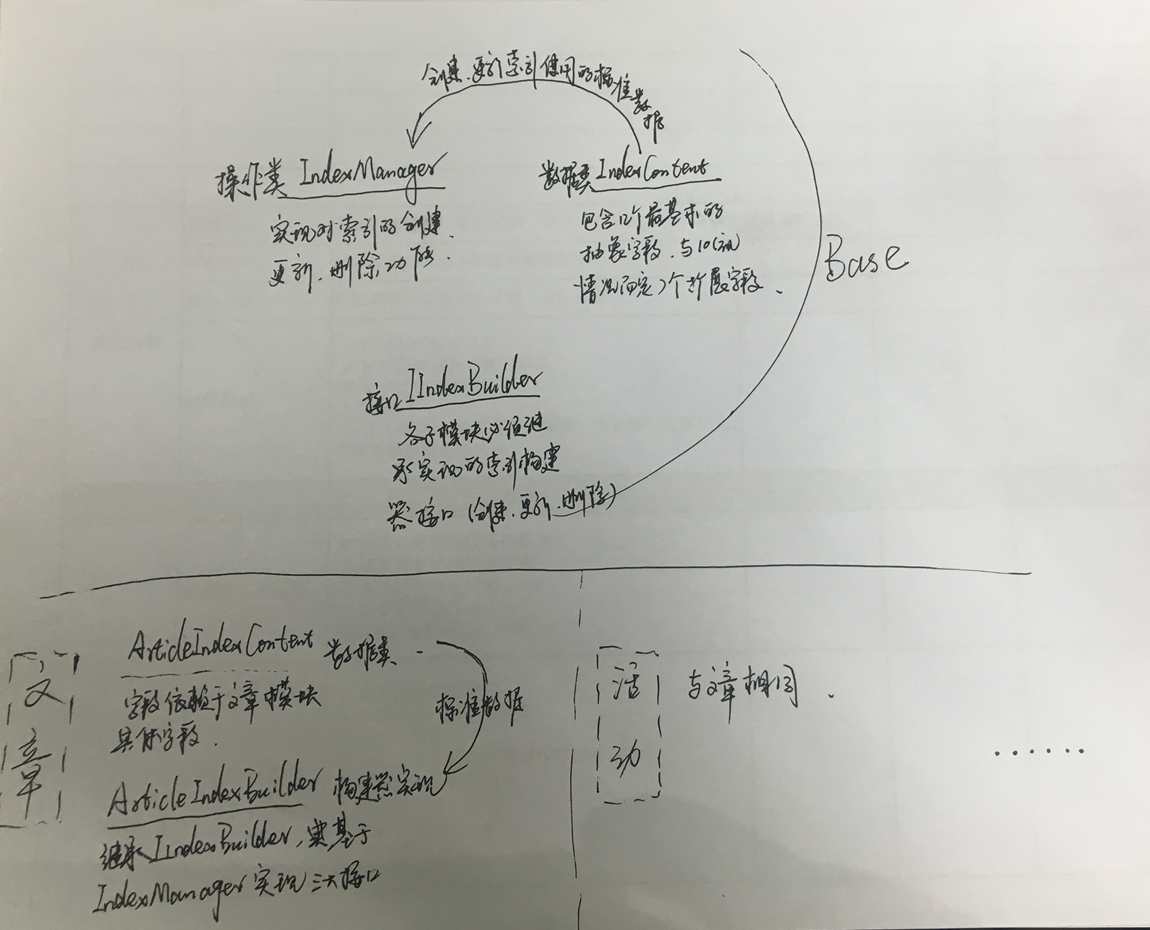 创建、更新索引使用的标准数据
操作类 IndexManager
实现对索引的创建、
更新、删除功能.
数据类 IndexContent
包含12个最基本的
抽象字段、与10(视
情况而定)个扩展字段、
Base
接口 IIndexBuilder
各子模块必须继
承实现的索引构建
器接口 (创建、更新、删除)
文
章
ArticleIndexContent 数据类
字段依赖于文章模块
具体字段.
标准数据
ArticleIndexBuilder 构建器实现
继承 IIndexBuilder, 基于
IndexManager 实现三大接口
活
动
与文章相同.
......